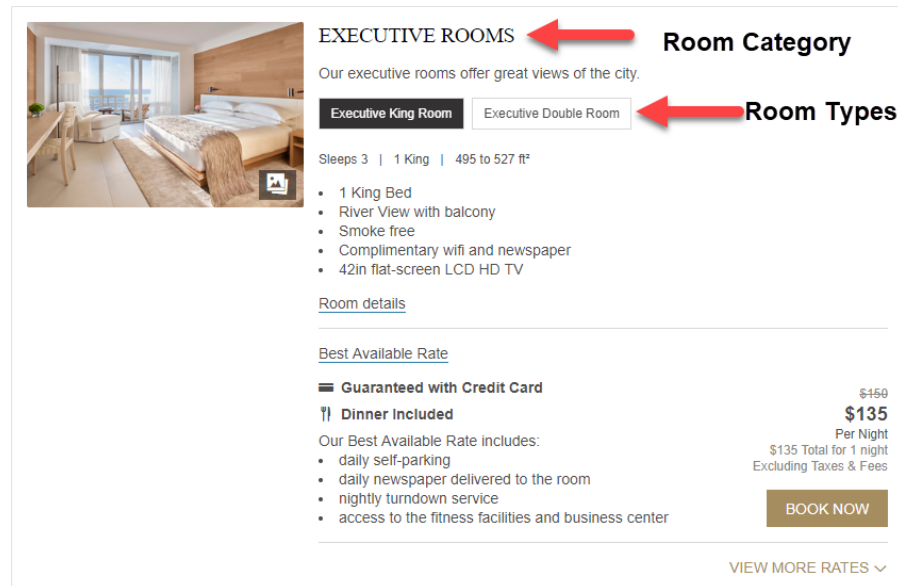 EXECUTIVE ROOMS
Room Category
Our executive rooms offer great views of the city.
Executive King Room
Executive Double Room
Room Types
Sleeps 3 | 1 King | 495 to 527 ft²
• 1 King Bed
• River View with balcony
• Smoke free
• Complimentary wifi and newspaper
• 42in flat-screen LCD HD TV
Room details
Best Available Rate
Guaranteed with Credit Card
Dinner Included
Our Best Available Rate includes:
• daily self-parking
• daily newspaper delivered to the room
• nightly turndown service
• access to the fitness facilities and business center
$150
$135
Per Night
$135 Total for 1 night
Excluding Taxes & Fees
BOOK NOW
VIEW MORE RATES